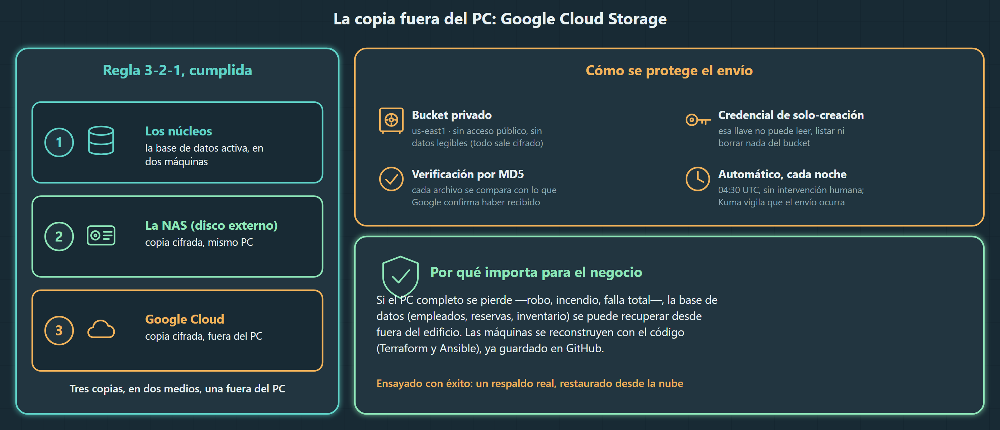 La copia fuera del PC: Google Cloud Storage
Regla 3-2-1, cumplida
1
Los núcleos
la base de datos activa, en
dos máquinas
2
La NAS (disco externo)
copia cifrada, mismo PC
3
Google Cloud
copia cifrada, fuera del PC
Tres copias, en dos medios, una fuera del PC
Cómo se protege el envío
Bucket privado
us-east1 · sin acceso público, sin
datos legibles (todo sale cifrado)
Credencial de solo-creación
esa llave no puede leer, listar ni
borrar nada del bucket
Verificación por MD5
cada archivo se compara con lo que
Google confirma haber recibido
Automático, cada noche
04:30 UTC, sin intervención humana;
Kuma vigila que el envío ocurra
Por qué importa para el negocio
Si el PC completo se pierde —robo, incendio, falla total—, la base de
datos (empleados, reservas, inventario) se puede recuperar desde
fuera del edificio. Las máquinas se reconstruyen con el código
(Terraform y Ansible), ya guardado en GitHub.
Ensayado con éxito: un respaldo real, restaurado desde la nube